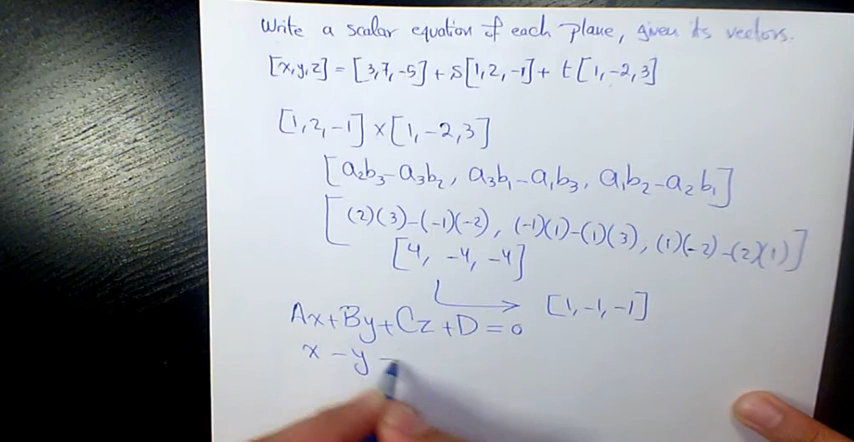 Write a scalar equation of each plane, given its vectors.
[x,y,z] = [3,7,-5] + s[1,2,-1] + t[1,-2,3]
[1,2,-1] × [1,-2,3]
[a₂b₃-a₃b₂, a₃b₁-a₁b₃, a₁b₂-a₂b₁]
[(2)(3)-(-1)(-2), (-1)(1)-(1)(3), (1)(-2)-(2)(1)]
[4, -4, -4]
[1,-1,-1]
Ax+By+Cz+D=0
x-y-